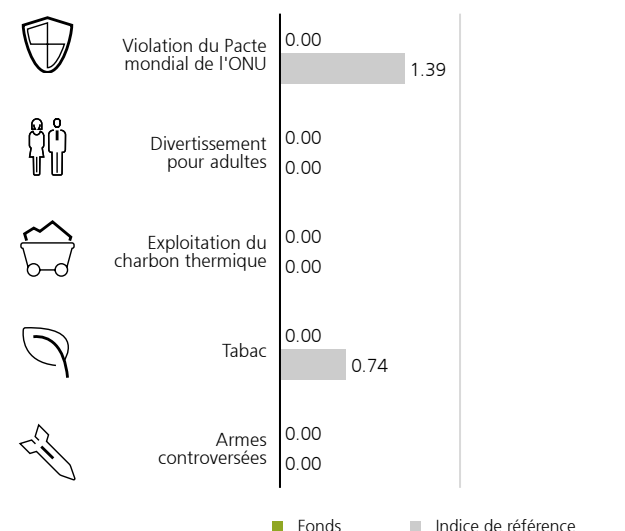 0.00
Violation du Pacte
mondial de l'ONU
1.39
0.00
Divertissement
pour adultes
0.00
0.00
Exploitation du
charbon thermique
0.00
0.00
Tabac
0.74
0.00
Armes
controversées
0.00
Fonds Indice de référence